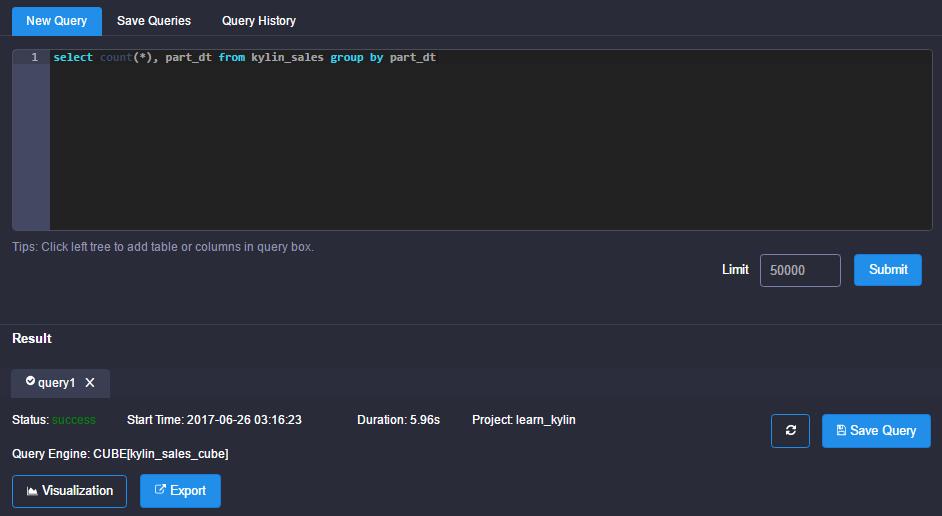 New Query Save Queries Query History
1 select count(*), part_dt from kylin_sales group by part_dt
Tips: Click left tree to add table or columns in query box.
Limit 50000 Submit
Result
query1 X
Status: success Start Time: 2017-06-26 03:16:23 Duration: 5.96s Project: learn_kylin
Save Query
Query Engine: CUBE[kylin_sales_cube]
Visualization Export